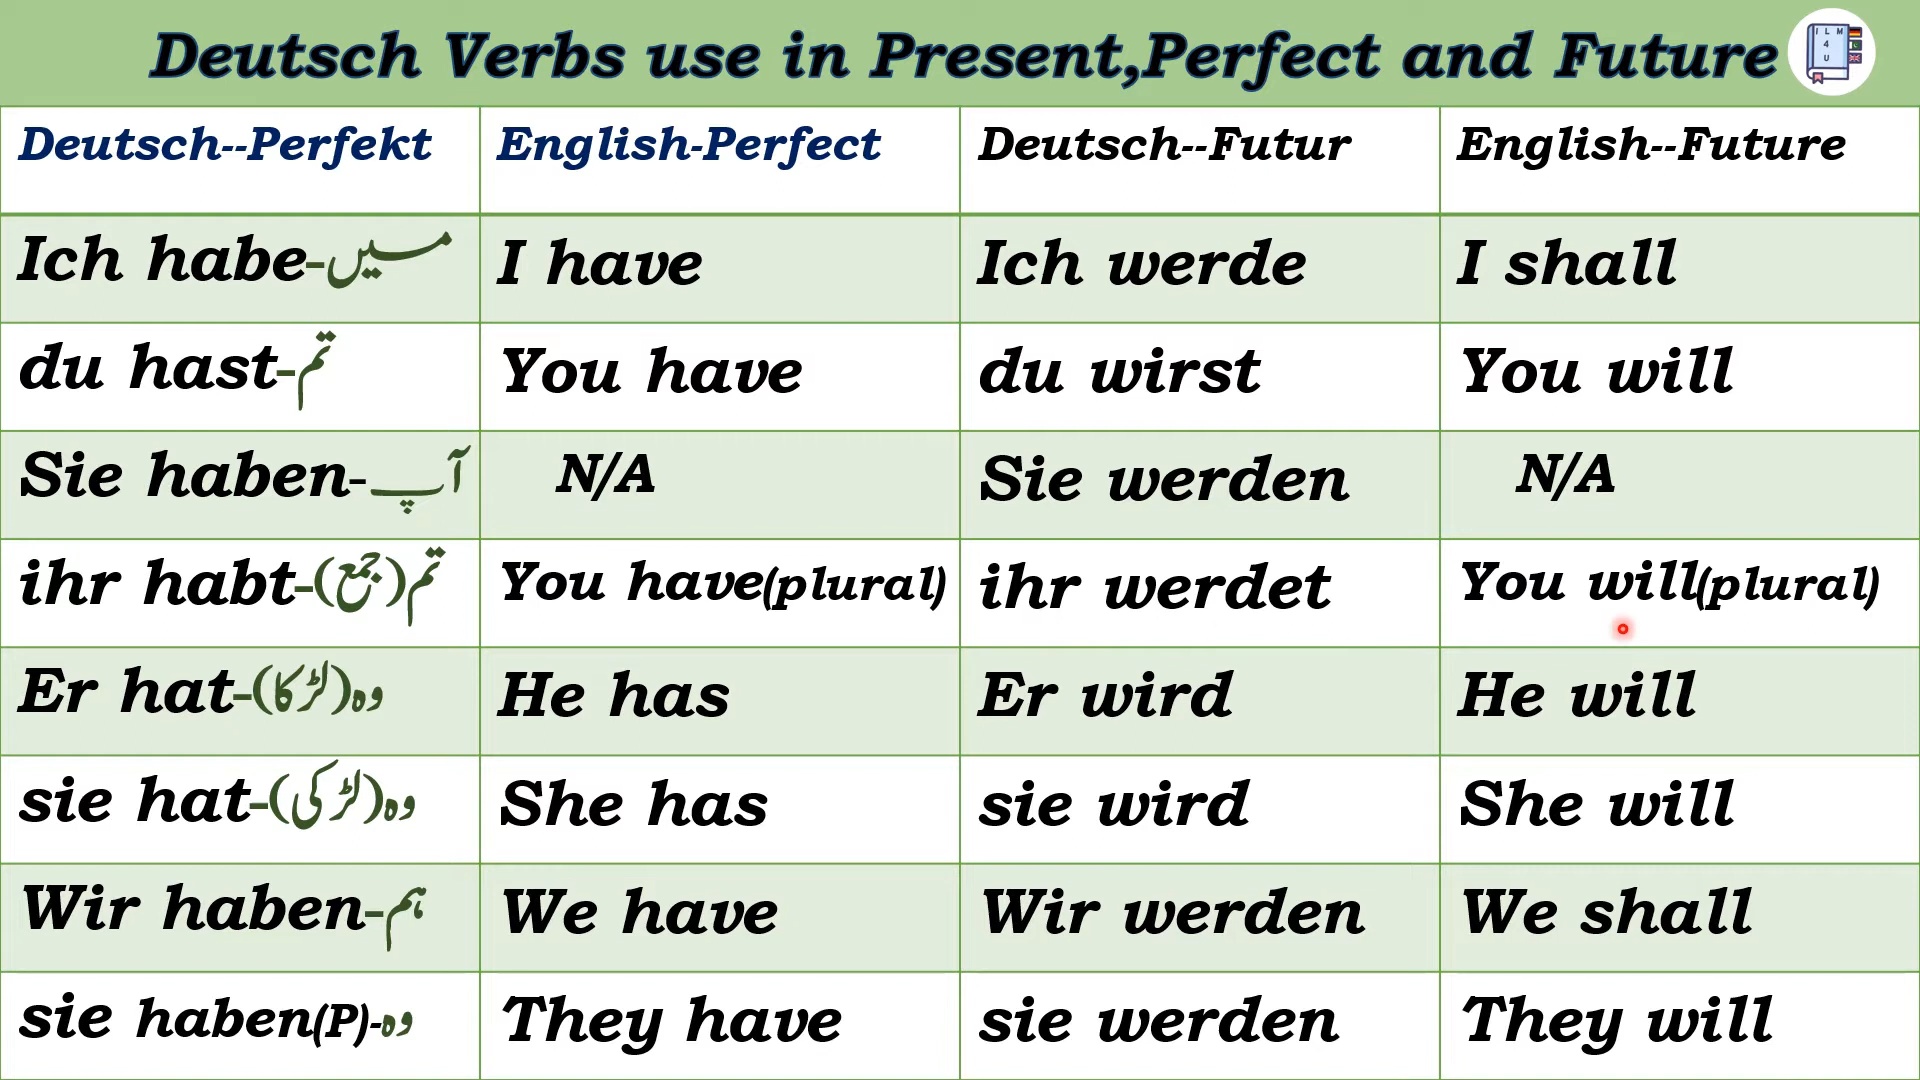 Deutsch Verbs use in Present,Perfect and Future
I L M
4
U
Deutsch--Perfekt English-Perfect Deutsch--Futur English--Future
Ich habe-میں I have Ich werde I shall
du hast-تم You have du wirst You will
Sie haben-آپ N/A Sie werden N/A
ihr habt-تم(جمع) You have(plural) ihr werdet You will(plural)
Er hat-وہ(لڑکا) He has Er wird He will
sie hat-وہ(لڑکی) She has sie wird She will
Wir haben-ہم We have Wir werden We shall
sie haben(P)-وہ They have sie werden They will